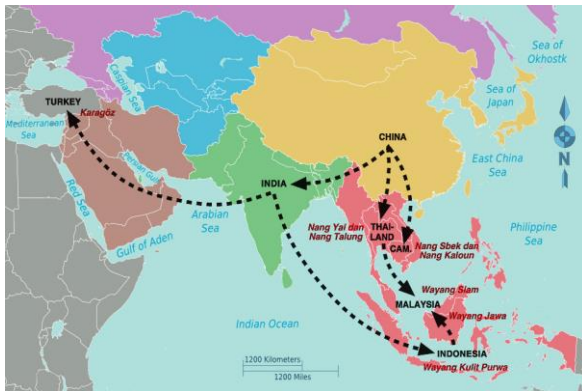 Sea of
Okhostk
Caspian Sea
Sea of
Japan
TURKEY
Karagöz
Mediterranean
Sea
CHINA
East China
Sea
N
Persian Gulf
INDIA
Red Sea
Arabian
Sea
Nang Yai dan
Nang Talung
THAI-
LAND
CAM.
Nang Sbek dan
Nang Kaloun
Philippine
Sea
Gulf of Aden
Wayang Siam
MALAYSIA
Wayang Jawa
Indian Ocean
INDONESIA
Wayang Kulit Purwa
1200 Kilometers
1200 Miles